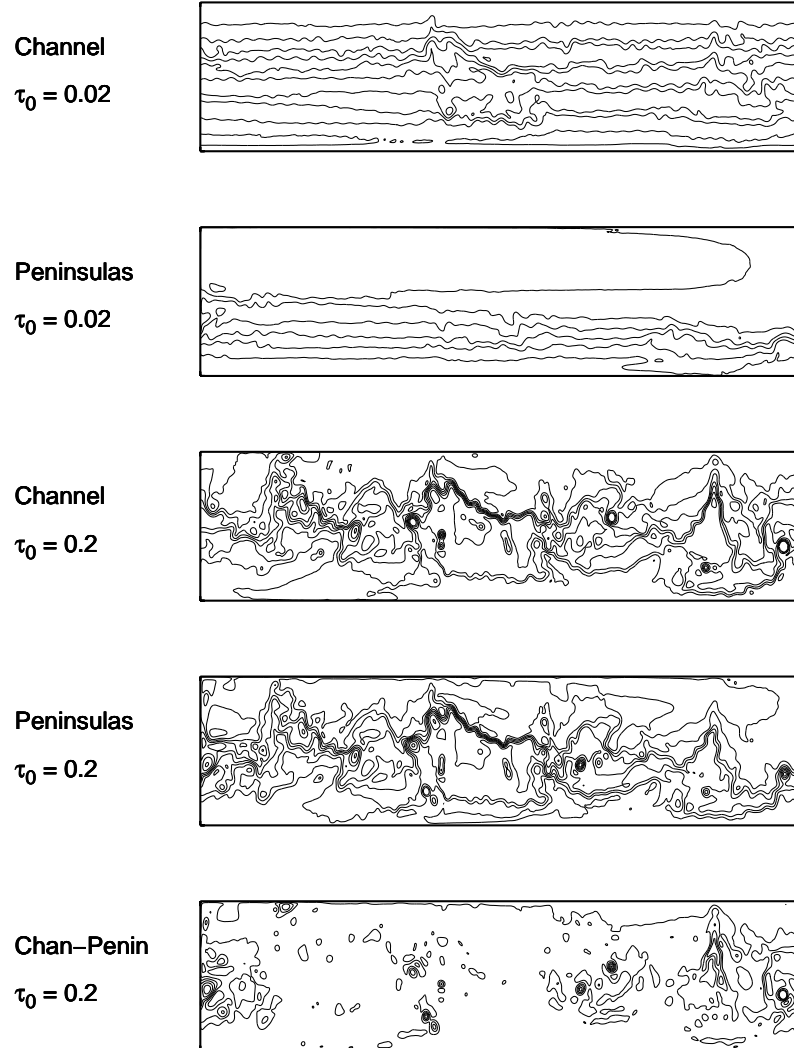 Channel
τ₀ = 0.02
Peninsulas
τ₀ = 0.02
Channel
τ₀ = 0.2
Peninsulas
τ₀ = 0.2
Chan−Penin
τ₀ = 0.2